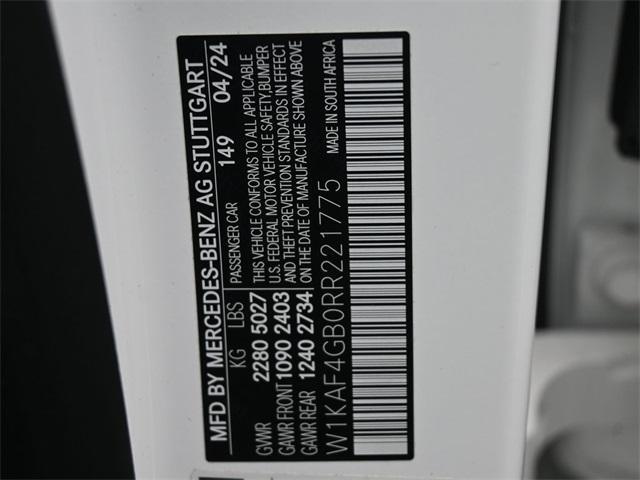 MFD BY MERCEDES-BENZ AG STUTTGART
PASSENGER CAR 149 04/24
KG LBS
GVWR 2280 5027
GAWR FRONT 1090 2403
GAWR REAR 1240 2734
THIS VEHICLE CONFORMS TO ALL APPLICABLE
U.S. FEDERAL MOTOR VEHICLE SAFETY, BUMPER
AND THEFT PREVENTION STANDARDS IN EFFECT
ON THE DATE OF MANUFACTURE SHOWN ABOVE
W1KAF4GB0RR221775 MADE IN SOUTH AFRICA